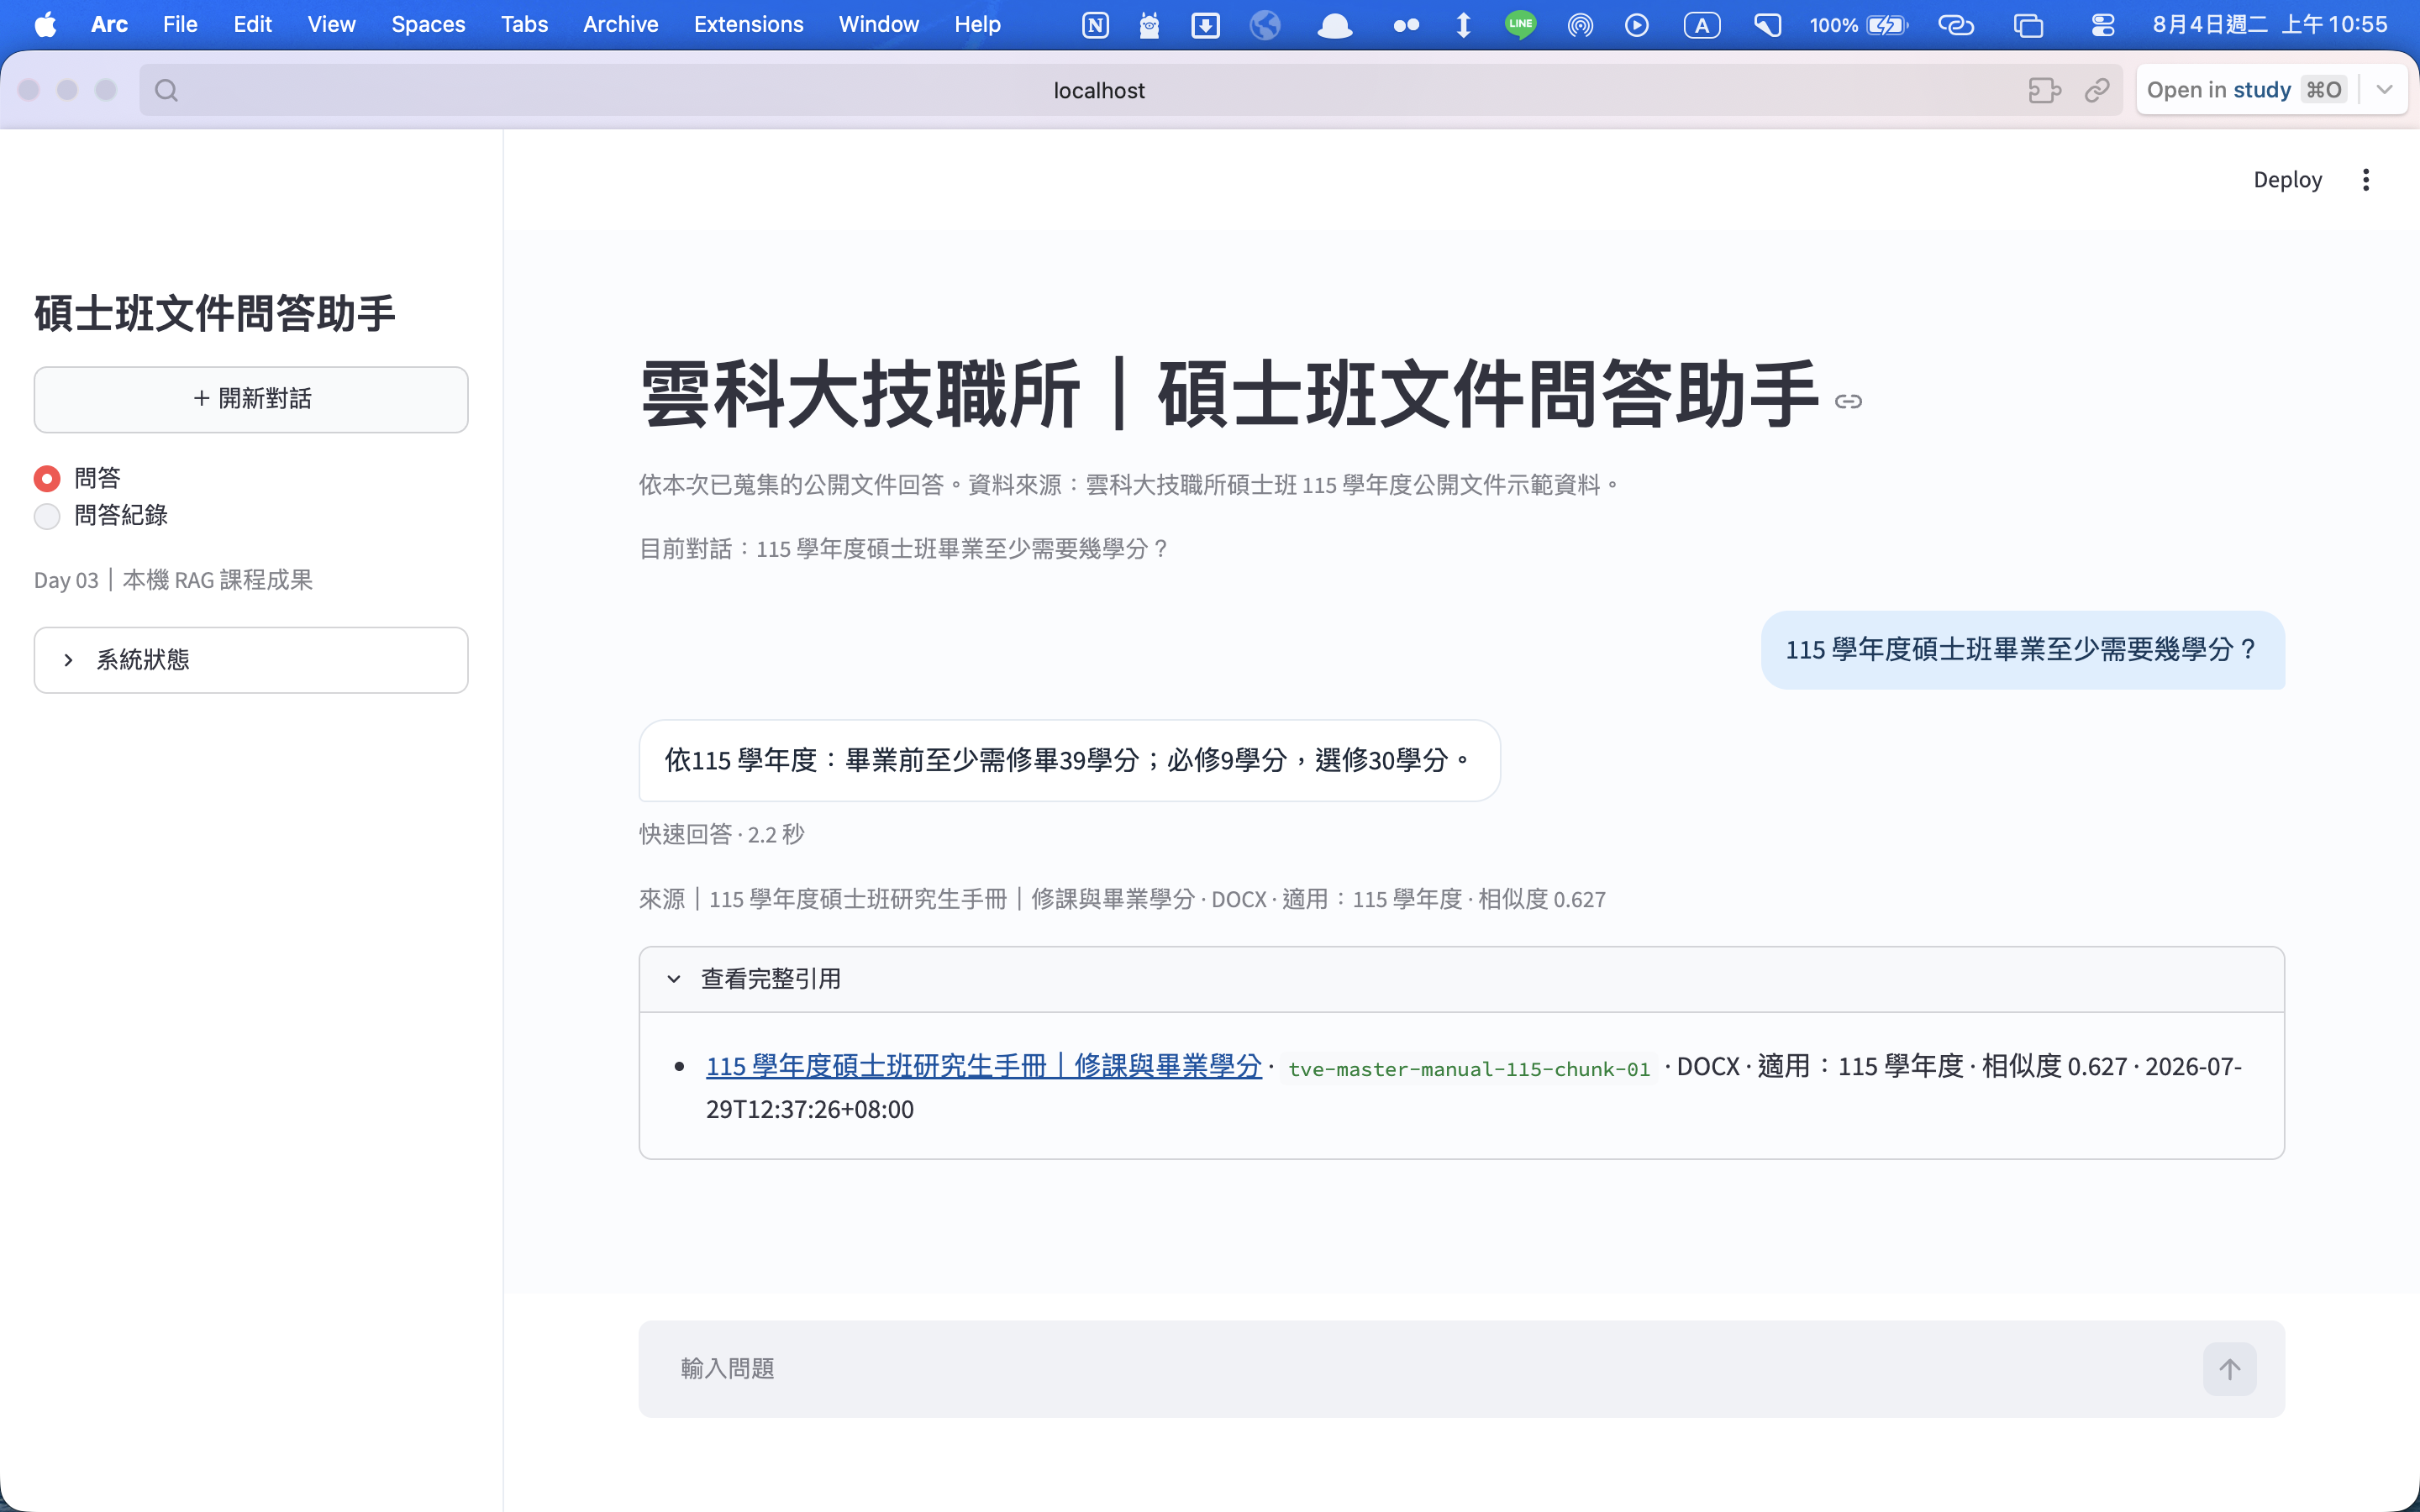 Arc File Edit View Spaces Tabs Archive Extensions Window Help N LINE A 100% 8月4日週二 上午10:55
localhost
Open in study ⌘O
Deploy
碩士班文件問答助手
+ 開新對話
問答
問答紀錄
Day 03｜本機 RAG 課程成果
系統狀態
雲科大技職所｜碩士班文件問答助手
依本次已蒐集的公開文件回答。資料來源：雲科大技職所碩士班 115 學年度公開文件示範資料。
目前對話：115 學年度碩士班畢業至少需要幾學分？
115 學年度碩士班畢業至少需要幾學分？
依115 學年度：畢業前至少需修畢39學分；必修9學分，選修30學分。
快速回答 · 2.2 秒
來源｜115 學年度碩士班研究生手冊｜修課與畢業學分 · DOCX · 適用：115 學年度 · 相似度 0.627
查看完整引用
115 學年度碩士班研究生手冊｜修課與畢業學分 · tve-master-manual-115-chunk-01 · DOCX · 適用：115 學年度 · 相似度 0.627 · 2026-07-
29T12:37:26+08:00
輸入問題